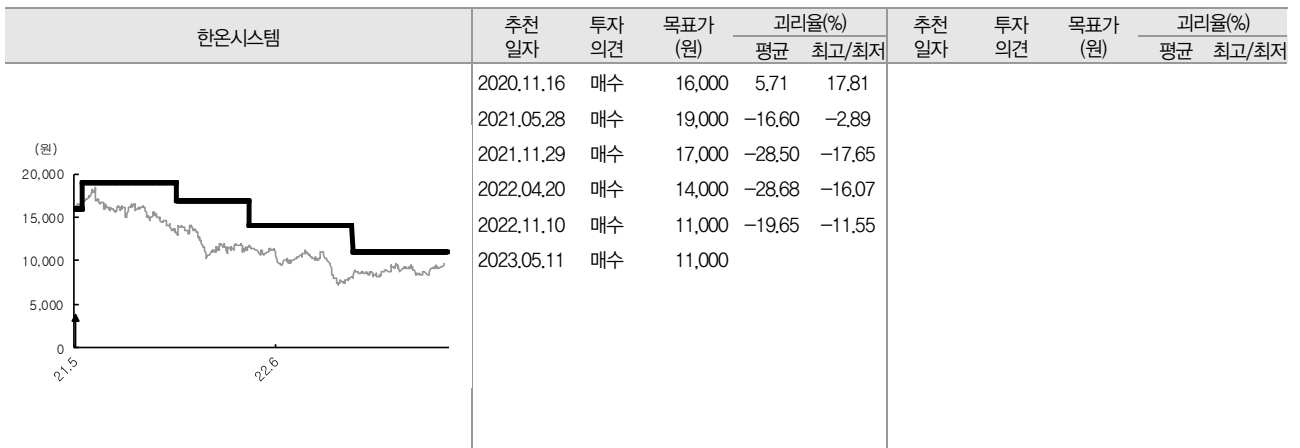 한온시스템
추천 일자 투자 의견 목표가 (원) 괴리율(%) 평균 최고/최저 추천 일자 투자 의견 목표가 (원) 괴리율(%) 평균 최고/최저
2020.11.16 매수 16,000 5.71 17.81
2021.05.28 매수 19,000 −16.60 −2.89
2021.11.29 매수 17,000 −28.50 −17.65
2022.04.20 매수 14,000 −28.68 −16.07
2022.11.10 매수 11,000 −19.65 −11.55
2023.05.11 매수 11,000
(원)
20,000
15,000
10,000
5,000
0
21.5 22.6